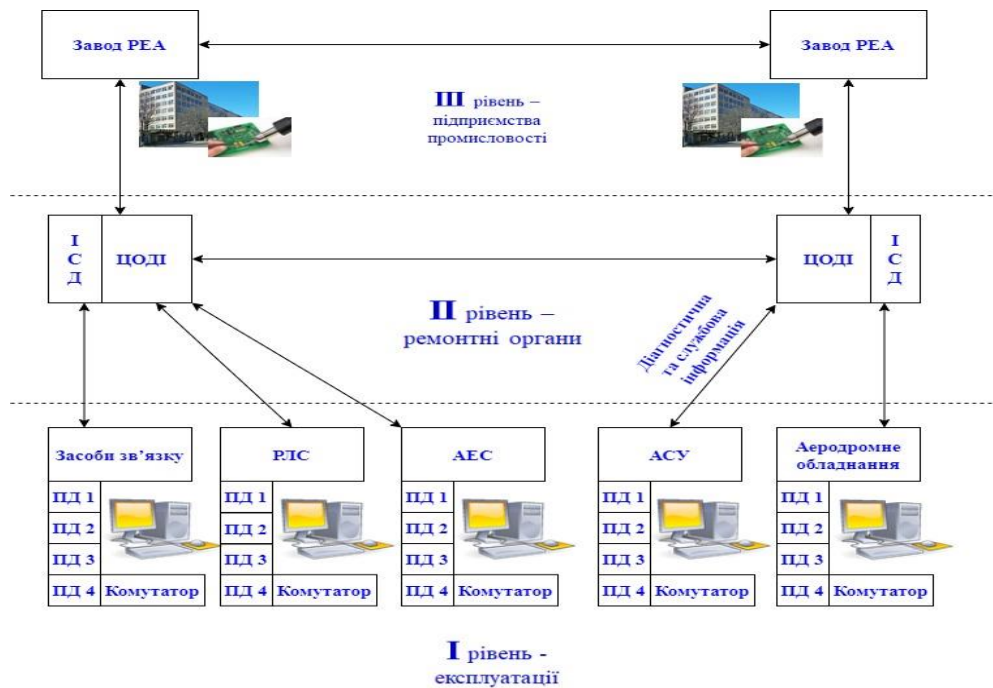 Завод РЕА
Завод РЕА
III рівень –
підприємства
промисловості
І
С
Д
ЦОДІ
ЦОДІ
І
С
Д
II рівень –
ремонтні органи
Діагностична
та службова
інформація
Засоби зв’язку
РЛС
АЕС
АСУ
Аеродромне
обладнання
ПД 1
ПД 1
ПД 1
ПД 1
ПД 1
ПД 2
ПД 2
ПД 2
ПД 2
ПД 2
ПД 3
ПД 3
ПД 3
ПД 3
ПД 3
ПД 4 Комутатор
ПД 4 Комутатор
ПД 4 Комутатор
ПД 4 Комутатор
ПД 4 Комутатор
I рівень -
експлуатації